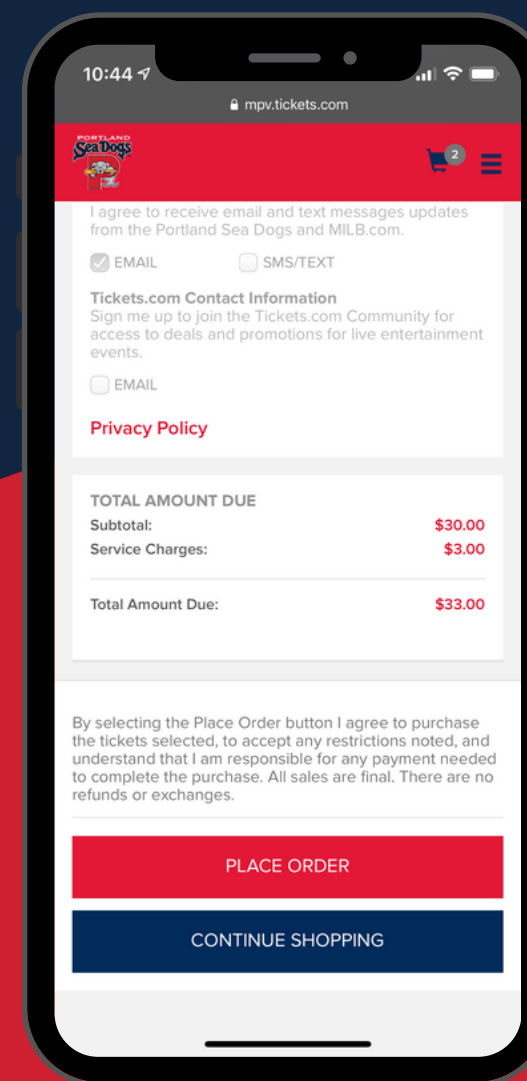 10:44
mpv.tickets.com
PORTLAND
Sea Dogs
P
2
I agree to receive email and text messages updates
from the Portland Sea Dogs and MILB.com.
EMAIL SMS/TEXT
Tickets.com Contact Information
Sign me up to join the Tickets.com Community for
access to deals and promotions for live entertainment
events.
EMAIL
Privacy Policy
TOTAL AMOUNT DUE
Subtotal: $30.00
Service Charges: $3.00
Total Amount Due: $33.00
By selecting the Place Order button I agree to purchase
the tickets selected, to accept any restrictions noted, and
understand that I am responsible for any payment needed
to complete the purchase. All sales are final. There are no
refunds or exchanges.
PLACE ORDER
CONTINUE SHOPPING